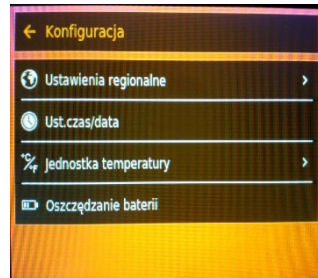 Konfiguracja
Ustawienia regionalne
Ust.czas/data
Jednostka temperatury
Oszczędzanie baterii